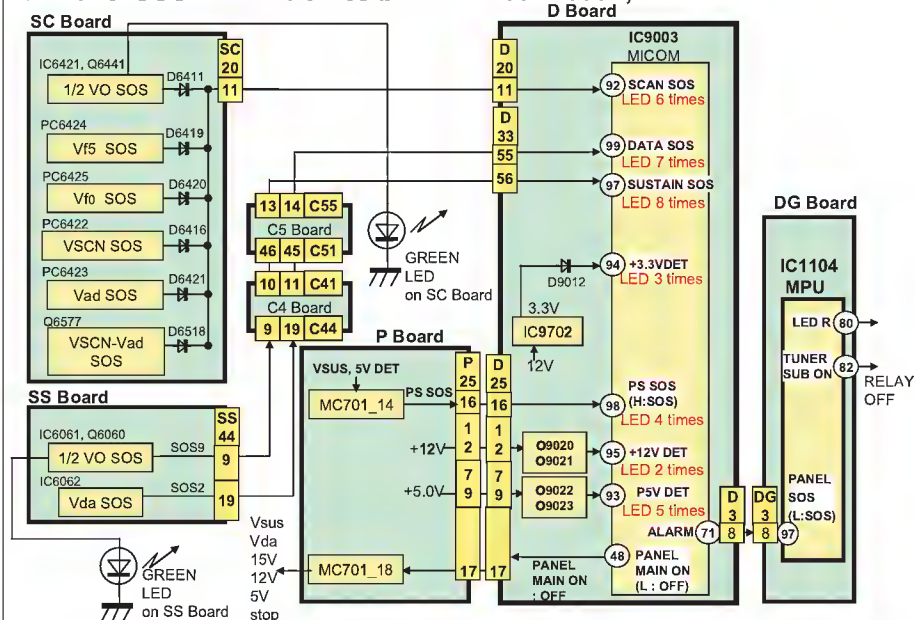 D Board
SC Board
IC6421, Q6441
1/2 VO SOS
D6411
SC
20
11
PC6424
Vf5 SOS
D6419
PC6425
Vfo SOS
D6420
PC6422
VSCN SOS
D6416
PC6423
Vad SOS
D6421
Q6577
VSCN-Vad
SOS
D6518
SS Board
IC6061, Q6060
1/2 VO SOS
SOS9
IC6062
Vda SOS
SOS2
SS
44
9
19
GREEN
LED
on SS Board
13 14 C55
C5 Board
46 45 C51
10 11 C41
C4 Board
9 19 C44
GREEN
LED
on SC Board
P Board
VSUS, 5V DET
MC701_14
PS SOS
+12V
+5.0V
MC701_18
P
25
16
1
2
7
9
17
Vsus
Vda
15V
12V
5V
stop
D
20
11
D
33
55
56
D
25
16
1
2
7
9
17
IC9003
MICOM
92 SCAN SOS
LED 6 times
99 DATA SOS
LED 7 times
97 SUSTAIN SOS
LED 8 times
94 +3.3VDET
LED 3 times
D9012
3.3V
IC9702
12V
98 PS SOS
(H:SOS)
LED 4 times
O9020
O9021
95 +12V DET
LED 2 times
O9022
O9023
93 P5V DET
LED 5 times
ALARM 71
48 PANEL
MAIN ON
(L : OFF)
PANEL
MAIN ON
: OFF
D
3
8
DG
3
8
DG Board
IC1104
MPU
LED R 80
TUNER
SUB ON
82
RELAY
OFF
PANEL
SOS
(L:SOS)
97